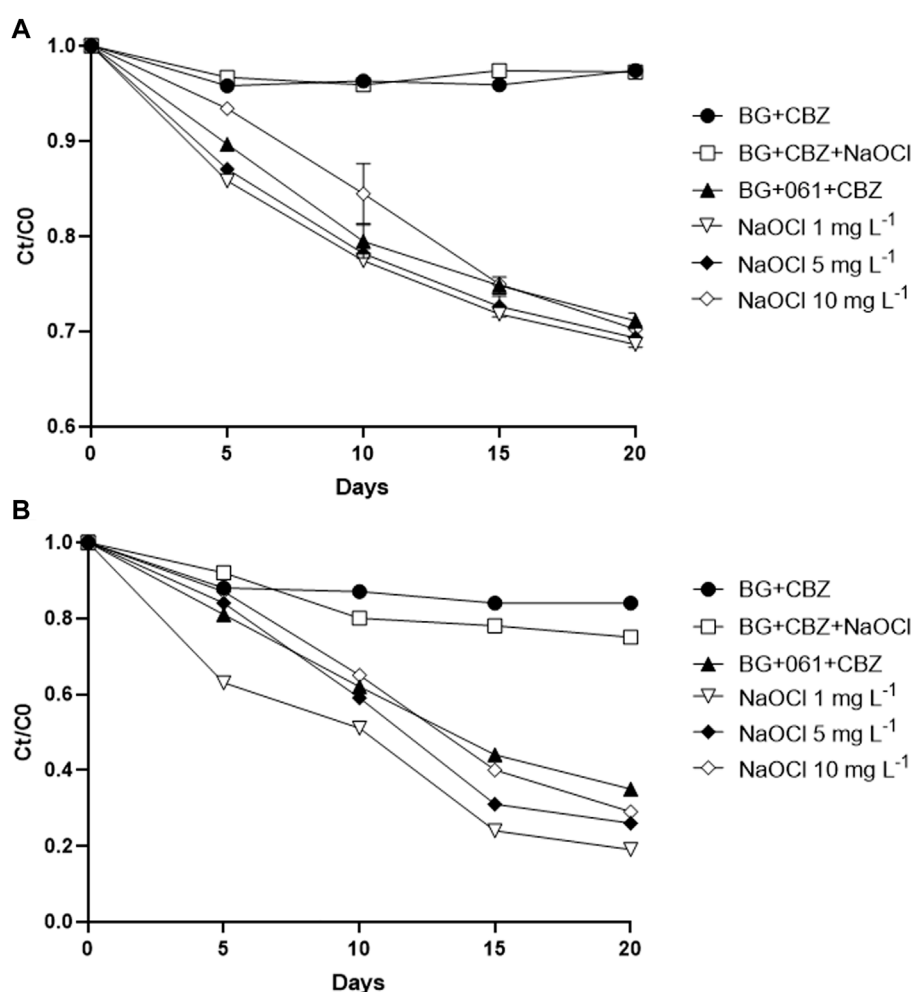 A
Ct/C0
1.0
0.9
0.8
0.7
0.6
0 5 10 15 20
Days
BG+CBZ
BG+CBZ+NaOCl
BG+061+CBZ
NaOCl 1 mg L⁻¹
NaOCl 5 mg L⁻¹
NaOCl 10 mg L⁻¹
B
Ct/C0
1.0
0.8
0.6
0.4
0.2
0.0
0 5 10 15 20
Days
BG+CBZ
BG+CBZ+NaOCl
BG+061+CBZ
NaOCl 1 mg L⁻¹
NaOCl 5 mg L⁻¹
NaOCl 10 mg L⁻¹